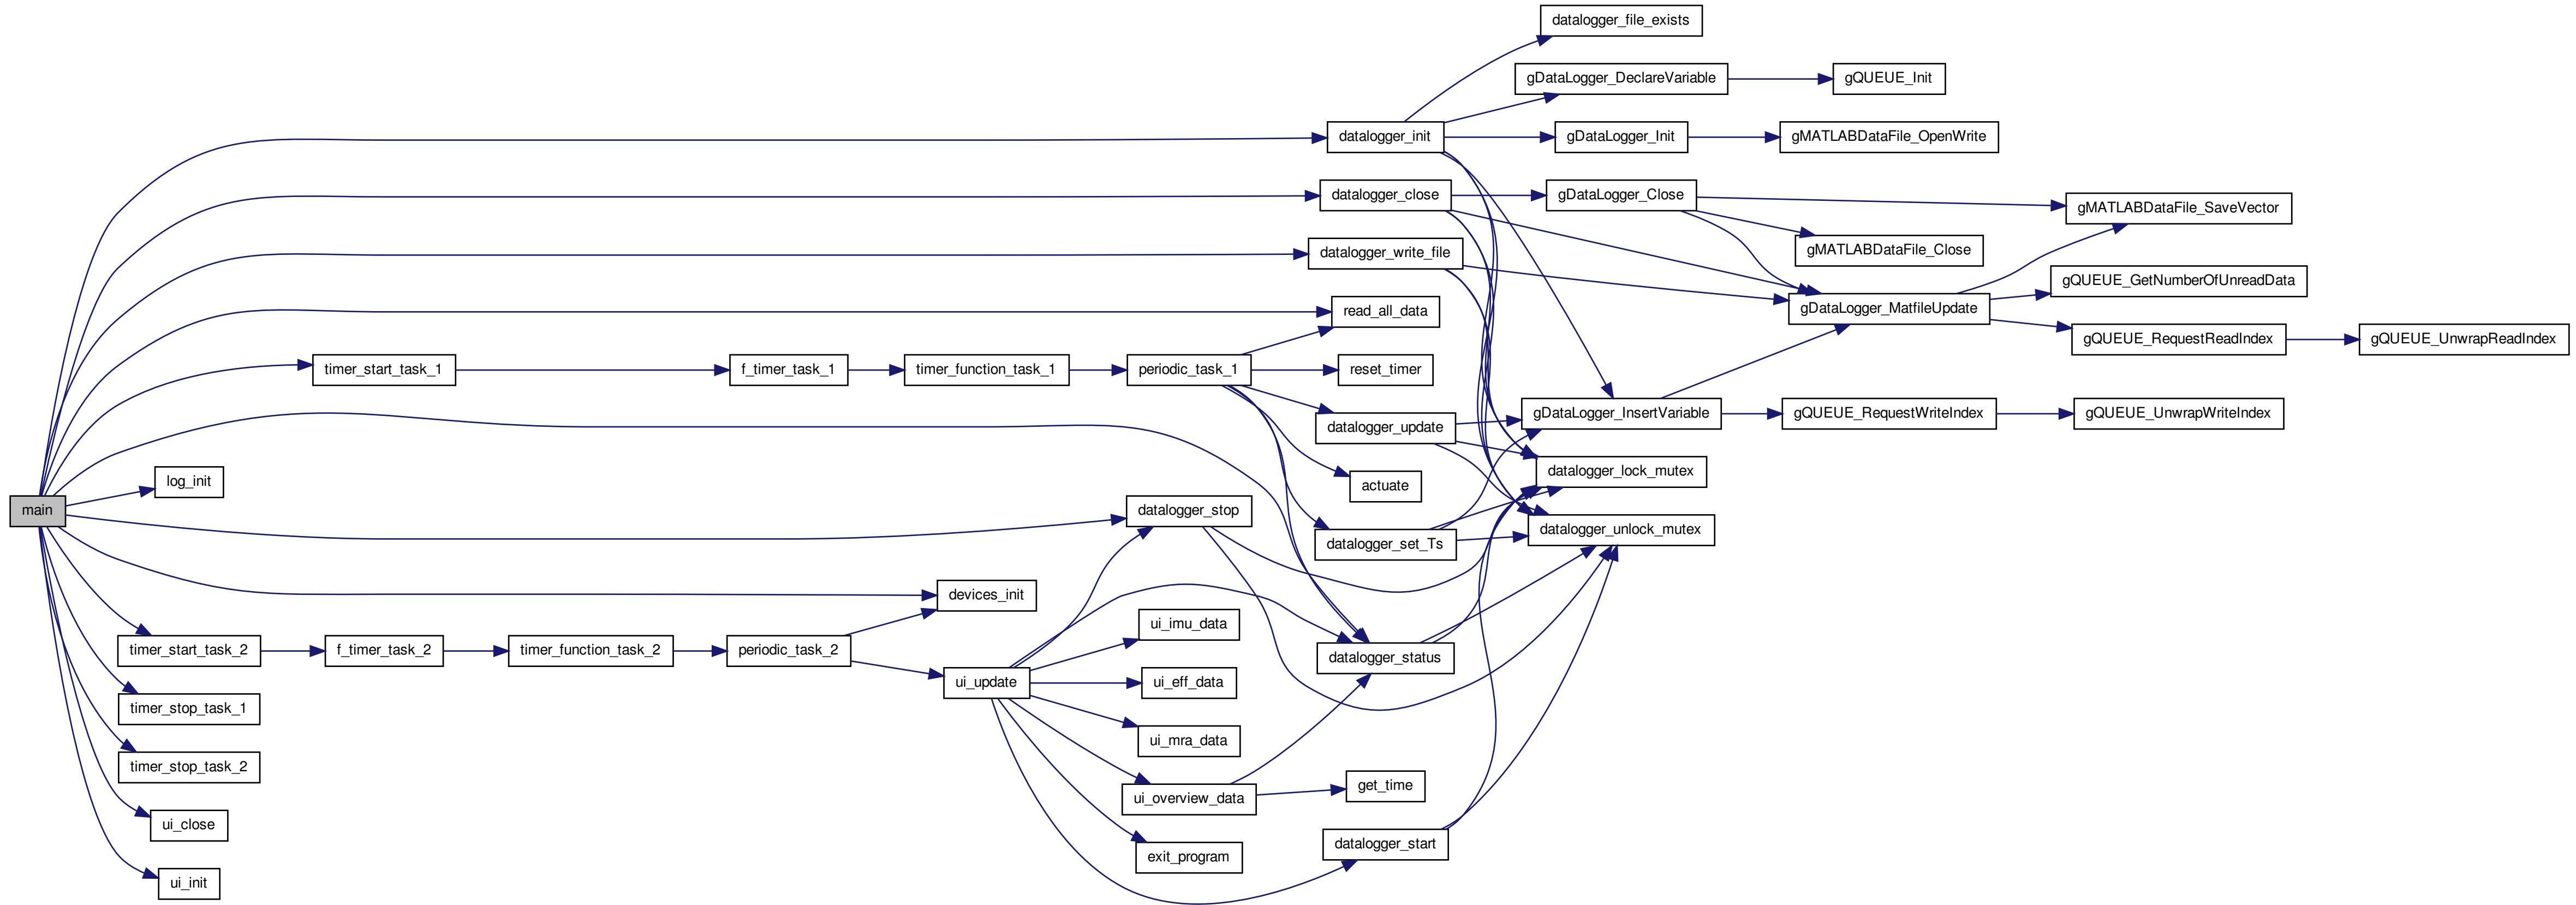 datalogger_file_exists
gDataLogger_DeclareVariable
gQUEUE_Init
datalogger_init
gDataLogger_Init
gMATLABDataFile_OpenWrite
datalogger_close
gDataLogger_Close
gMATLABDataFile_SaveVector
datalogger_write_file
gMATLABDataFile_Close
gQUEUE_GetNumberOfUnreadData
read_all_data
gDataLogger_MatfileUpdate
gQUEUE_RequestReadIndex
gQUEUE_UnwrapReadIndex
timer_start_task_1
f_timer_task_1
timer_function_task_1
periodic_task_1
reset_timer
datalogger_update
gDataLogger_InsertVariable
gQUEUE_RequestWriteIndex
gQUEUE_UnwrapWriteIndex
log_init
actuate
datalogger_lock_mutex
main
datalogger_stop
datalogger_set_Ts
datalogger_unlock_mutex
devices_init
timer_start_task_2
f_timer_task_2
timer_function_task_2
periodic_task_2
ui_imu_data
datalogger_status
ui_update
ui_eff_data
timer_stop_task_1
ui_mra_data
timer_stop_task_2
ui_overview_data
get_time
ui_close
exit_program
datalogger_start
ui_init